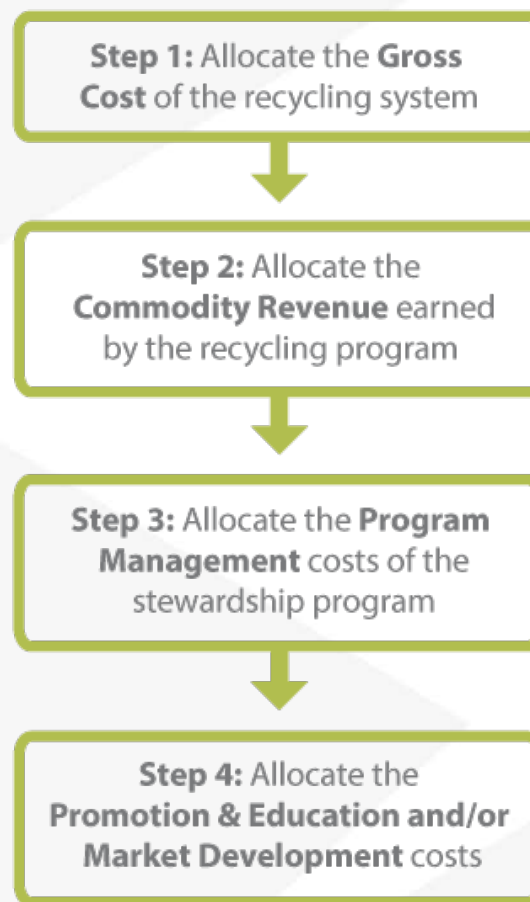 Step 1: Allocate the Gross
Cost of the recycling system
Step 2: Allocate the
Commodity Revenue earned
by the recycling program
Step 3: Allocate the Program
Management costs of the
stewardship program
Step 4: Allocate the
Promotion & Education and/or
Market Development costs